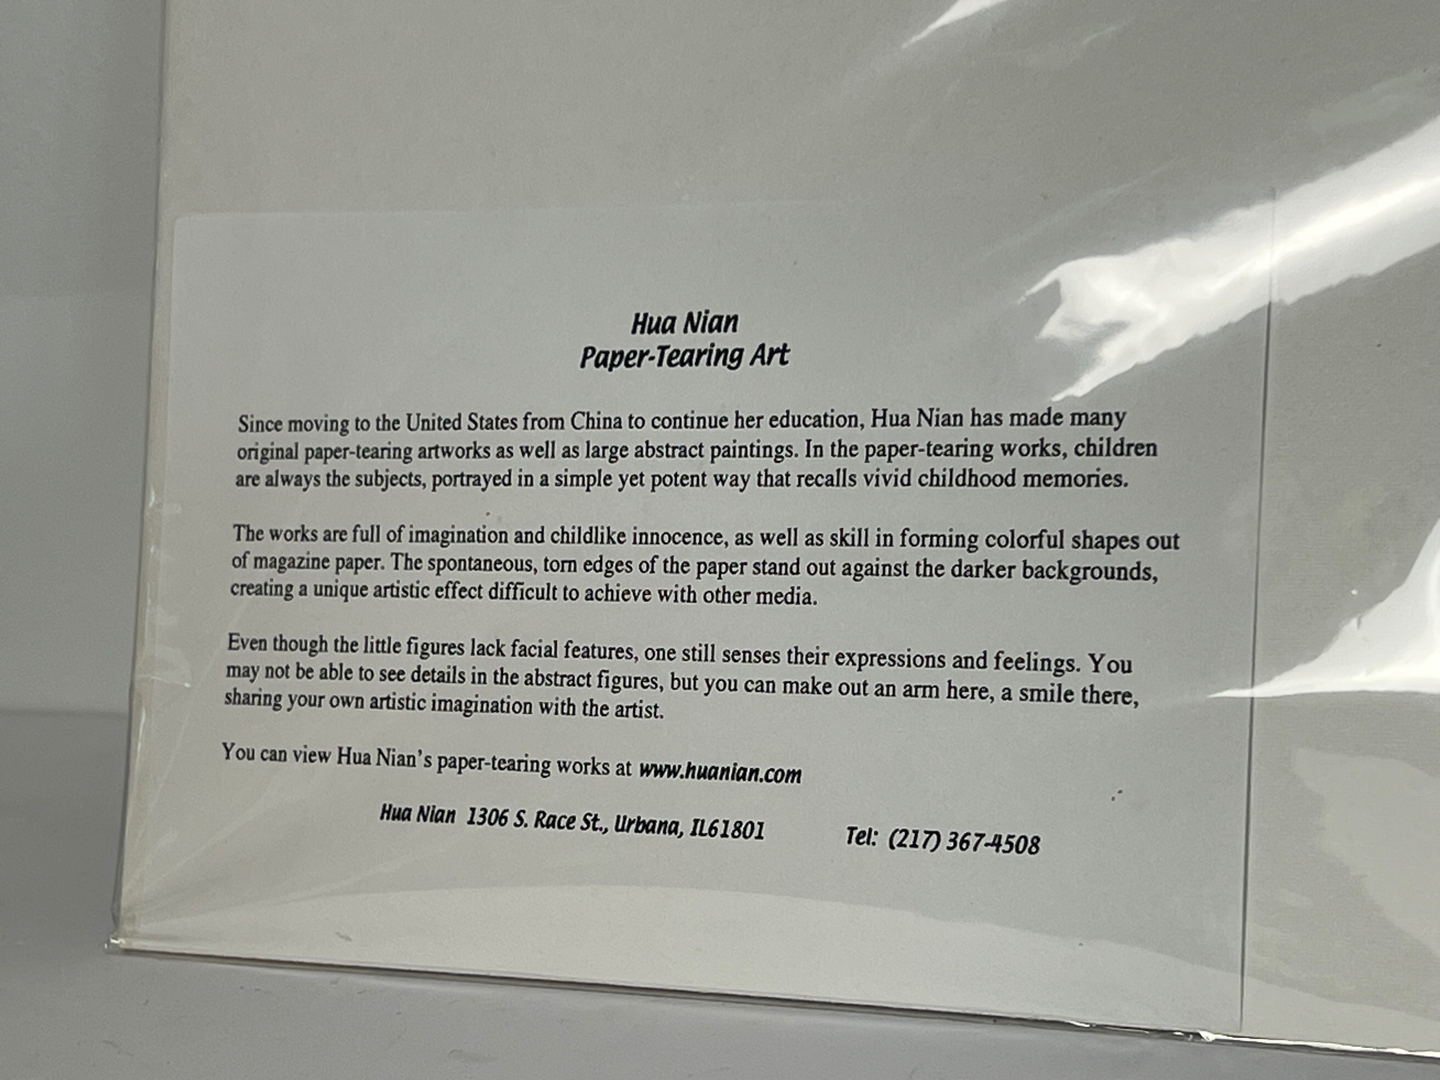 Hua Nian
Paper-Tearing Art
Since moving to the United States from China to continue her education, Hua Nian has made many
original paper-tearing artworks as well as large abstract paintings. In the paper-tearing works, children
are always the subjects, portrayed in a simple yet potent way that recalls vivid childhood memories.
The works are full of imagination and childlike innocence, as well as skill in forming colorful shapes out
of magazine paper. The spontaneous, torn edges of the paper stand out against the darker backgrounds,
creating a unique artistic effect difficult to achieve with other media.
Even though the little figures lack facial features, one still senses their expressions and feelings. You
may not be able to see details in the abstract figures, but you can make out an arm here, a smile there,
sharing your own artistic imagination with the artist.
You can view Hua Nian's paper-tearing works at www.huanian.com
Hua Nian 1306 S. Race St., Urbana, IL61801 Tel: (217) 367-4508